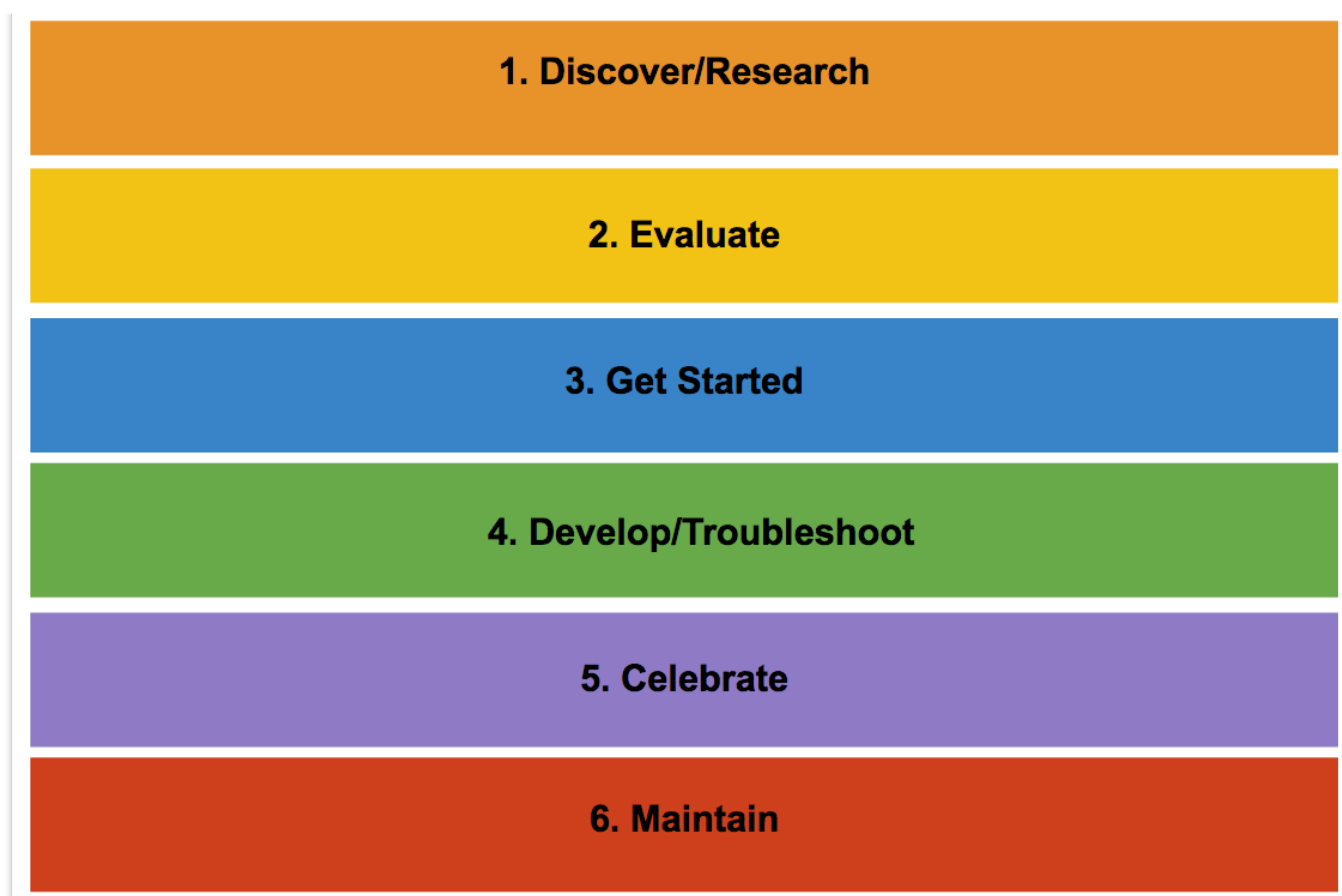 1. Discover/Research
2. Evaluate
3. Get Started
4. Develop/Troubleshoot
5. Celebrate
6. Maintain